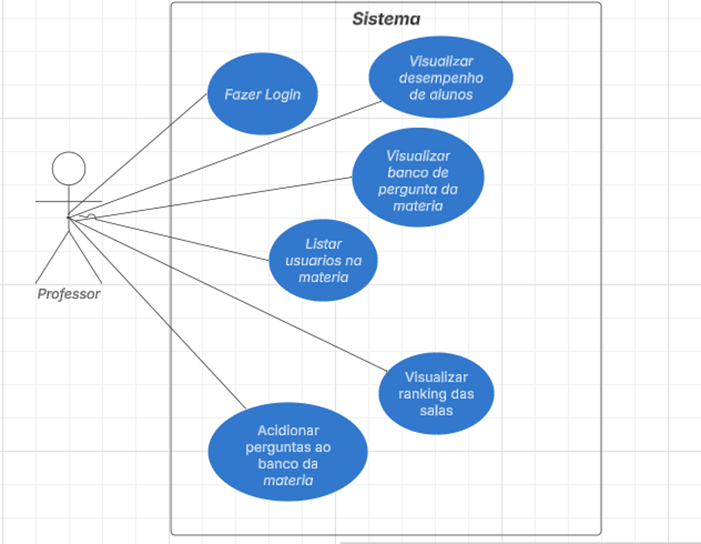 Sistema
Fazer Login
Visualizar
desempenho
de alunos
Visualizar
banco de
pergunta da
materia
Listar
usuarios na
materia
Professor
Visualizar
ranking das
salas
Acidionar
perguntas ao
banco da
materia